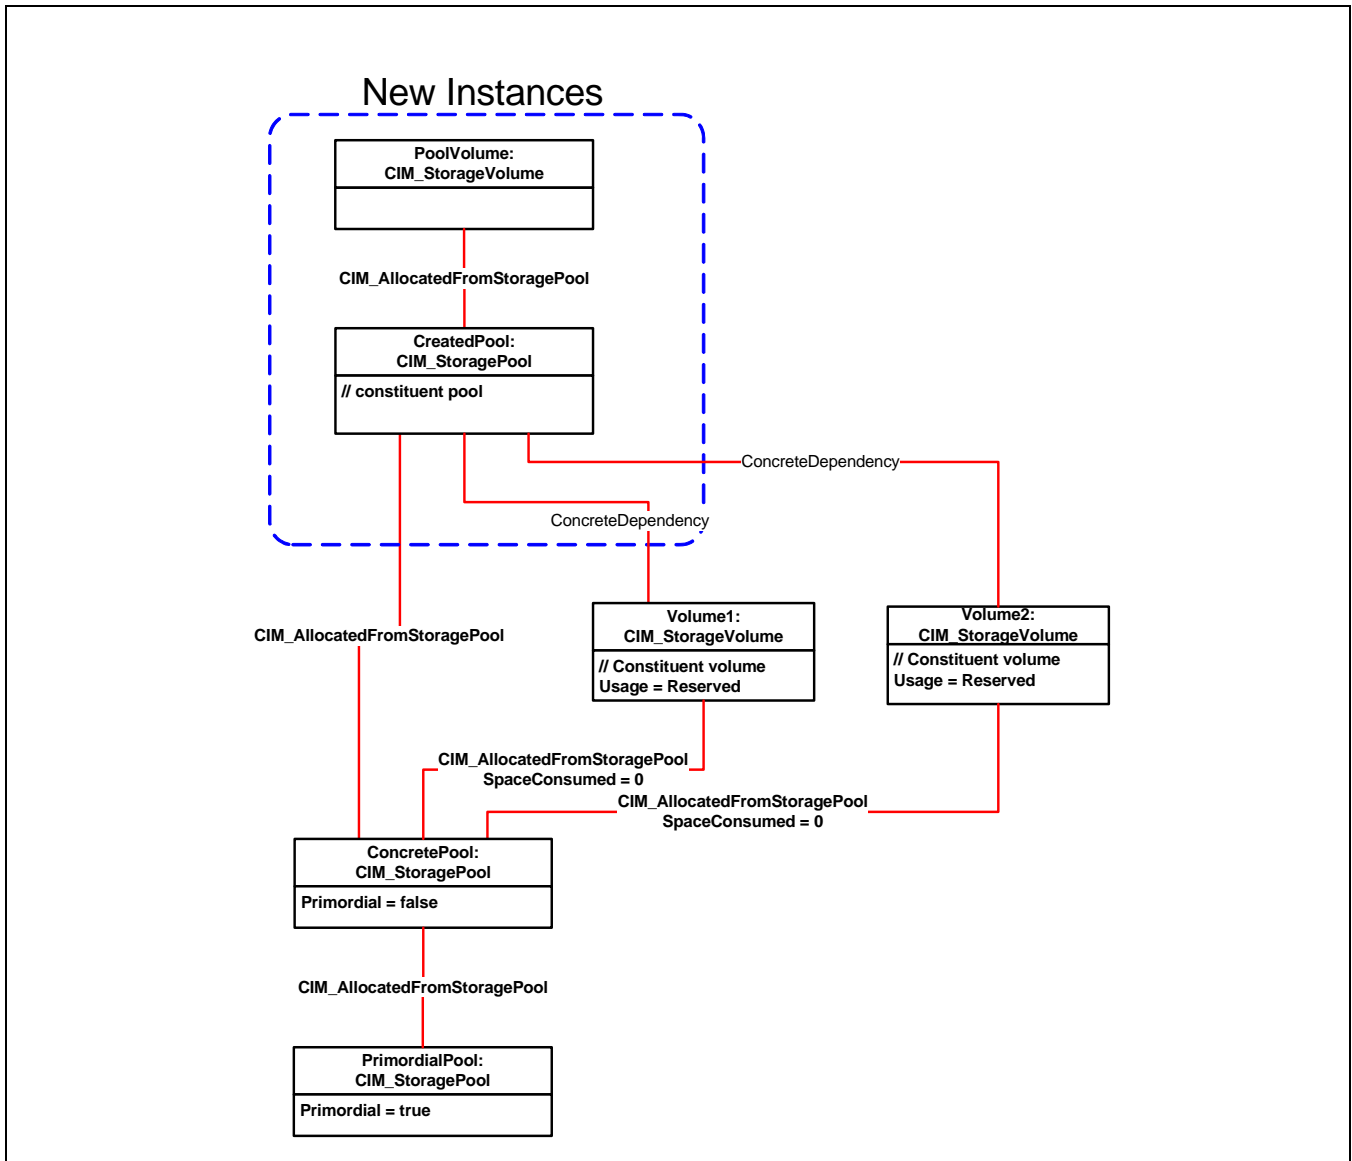 New Instances
PoolVolume:
CIM_StorageVolume
CIM_AllocatedFromStoragePool
CreatedPool:
CIM_StoragePool
// constituent pool
ConcreteDependency
ConcreteDependency
Volume1:
CIM_StorageVolume
// Constituent volume
Usage = Reserved
Volume2:
CIM_StorageVolume
// Constituent volume
Usage = Reserved
CIM_AllocatedFromStoragePool
CIM_AllocatedFromStoragePool
SpaceConsumed = 0
CIM_AllocatedFromStoragePool
SpaceConsumed = 0
ConcretePool:
CIM_StoragePool
Primordial = false
CIM_AllocatedFromStoragePool
PrimordialPool:
CIM_StoragePool
Primordial = true